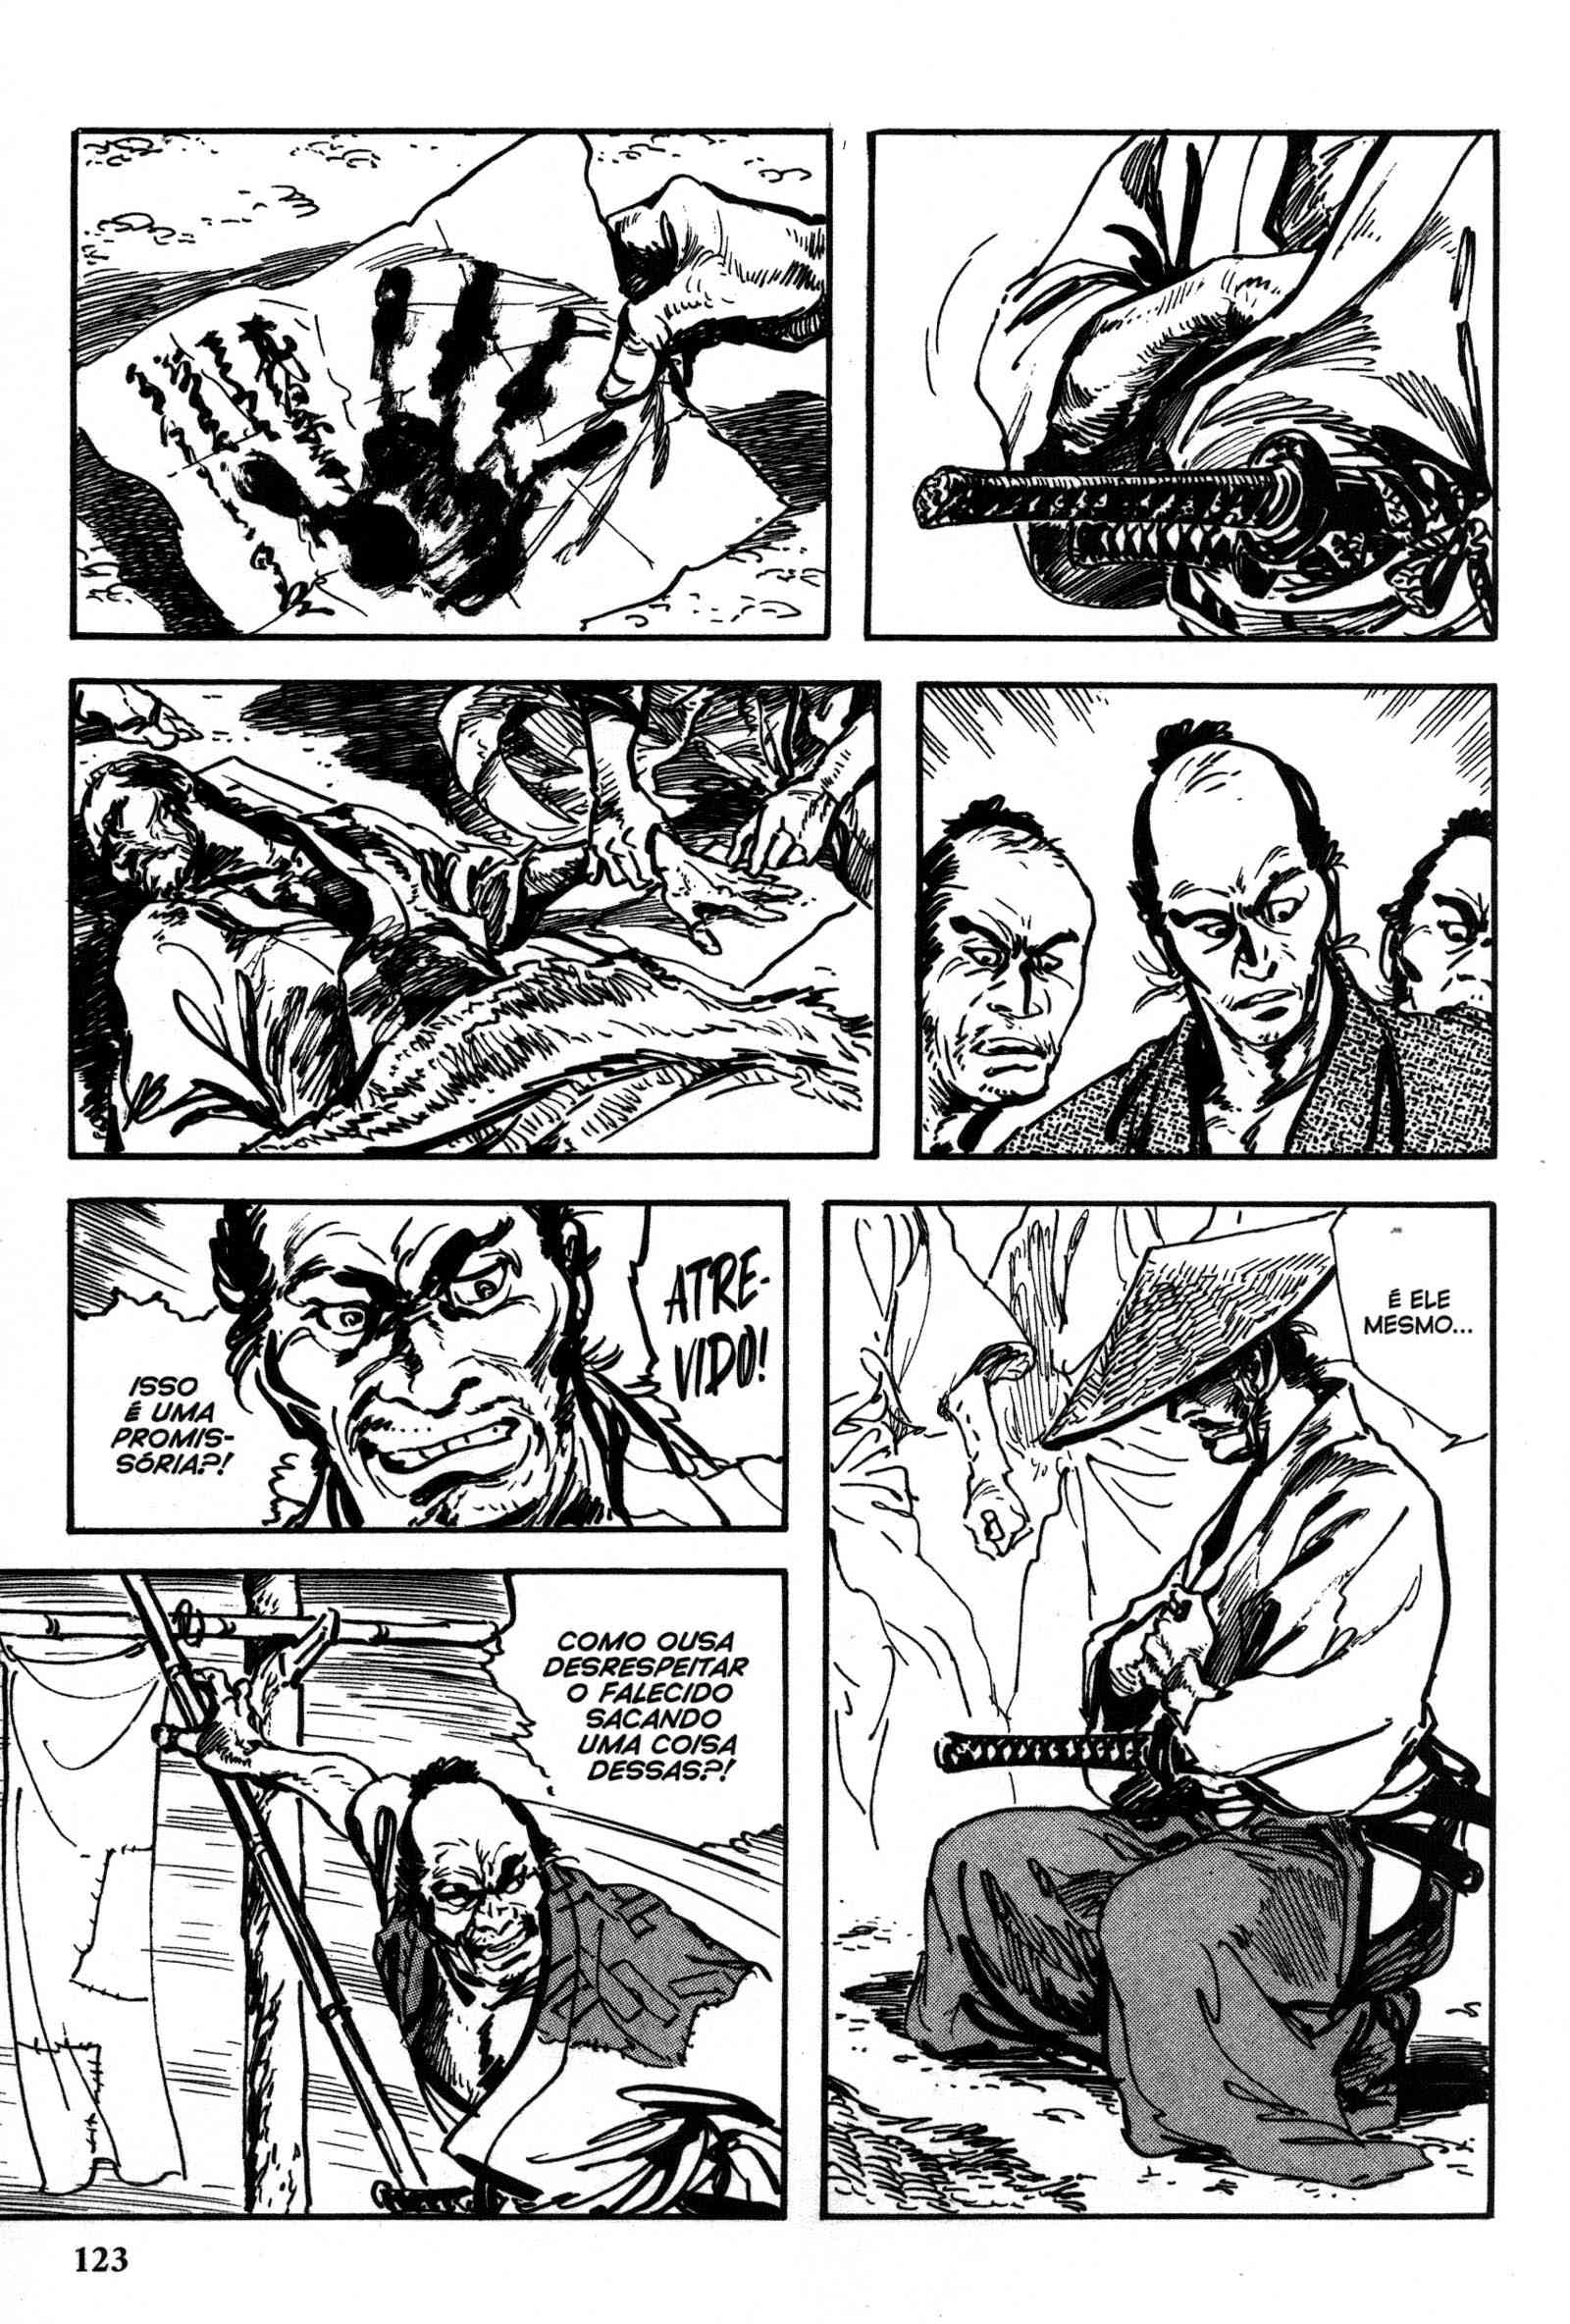 É ELE
MESMO...
ATRE-
VIDO!
ISSO
É UMA
PROMIS-
SÓRIA?!
COMO OUSA
DESRESPEITAR
O FALECIDO
SACANDO
UMA COISA
DESSAS?!
123